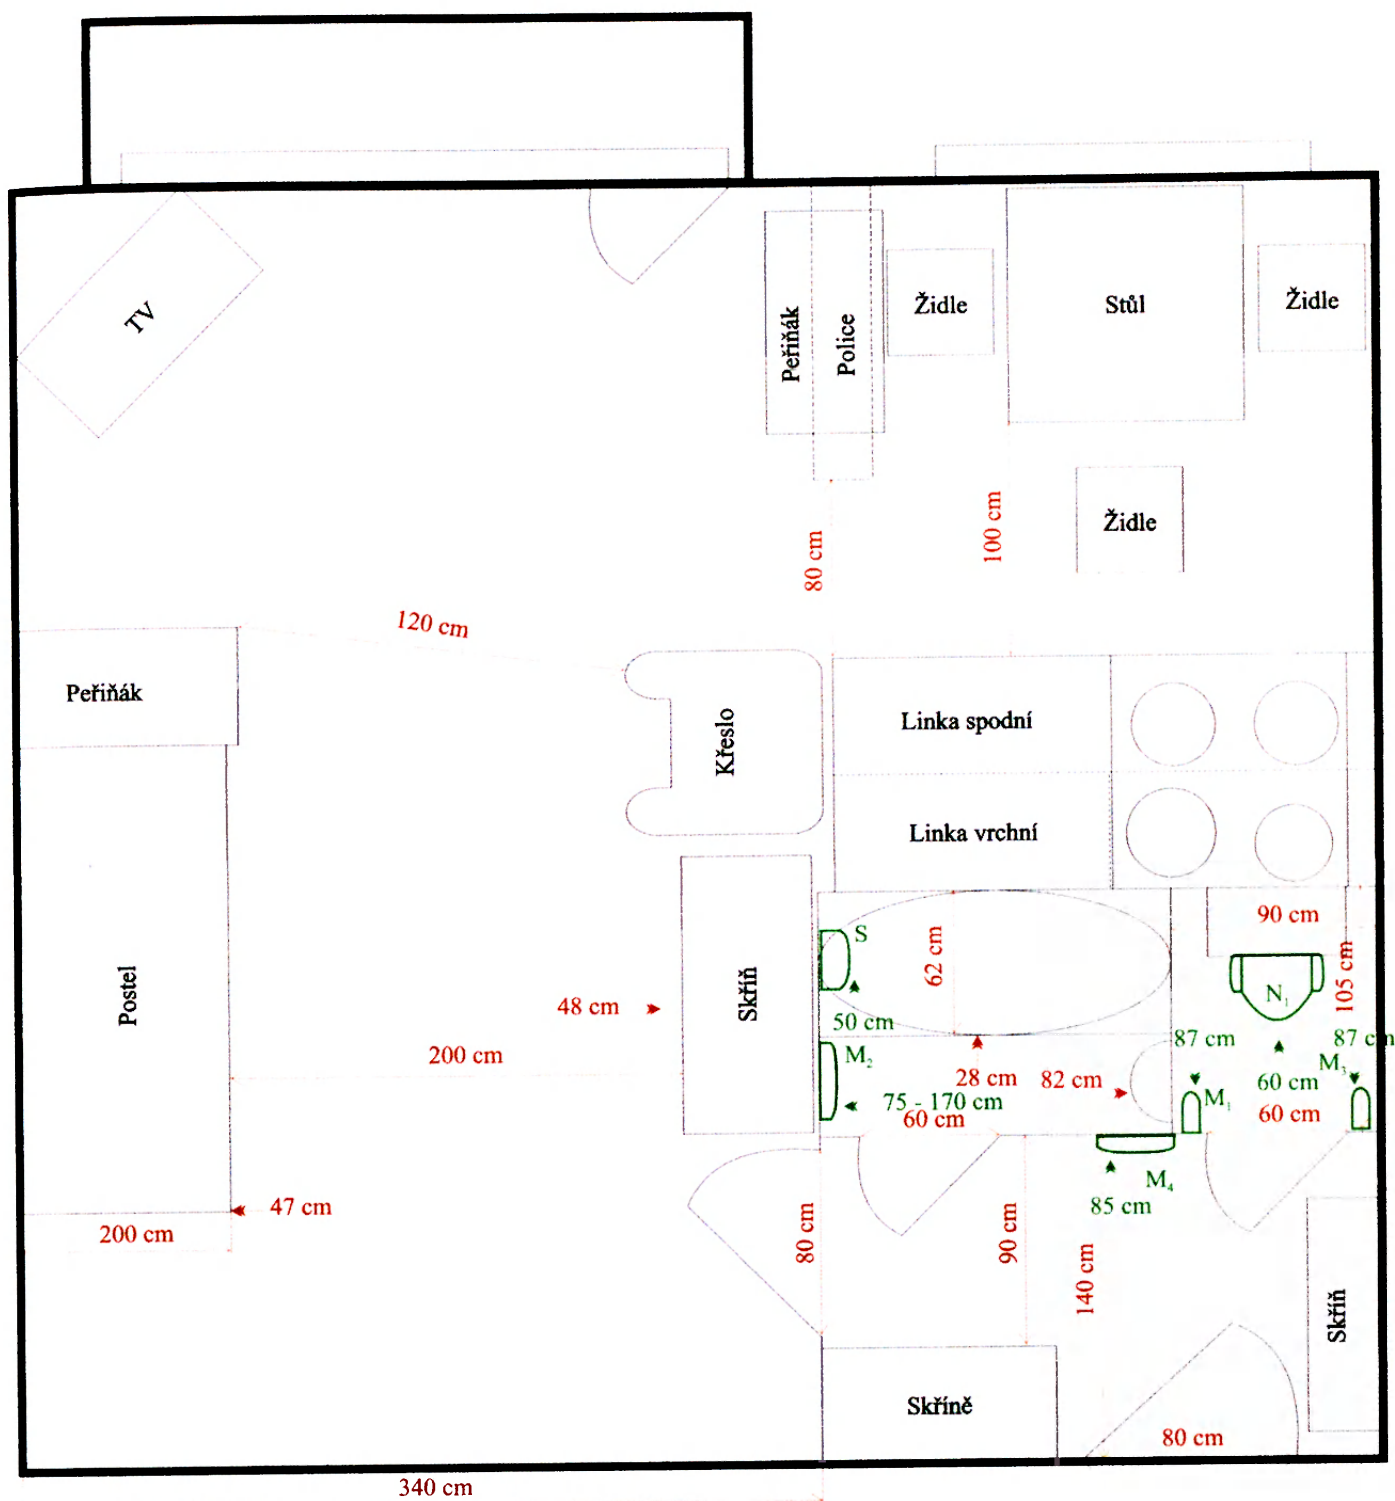 TV
Peřiňák
Police
Židle
Stůl
Židle
Židle
80 cm
100 cm
120 cm
Peřiňák
Křeslo
Linka spodní
Linka vrchní
Postel
Skříň
48 cm
200 cm
S
50 cm
62 cm
90 cm
105 cm
N₁
M₂
87 cm
87 cm
28 cm
82 cm
75 - 170 cm
60 cm
M₁
60 cm
60 cm
M₃
M₄
85 cm
47 cm
200 cm
80 cm
90 cm
140 cm
Skříň
Skříně
80 cm
340 cm